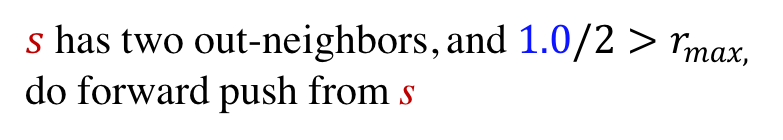 s has two out-neighbors, and 1.0/2 > r_max,
do forward push from s